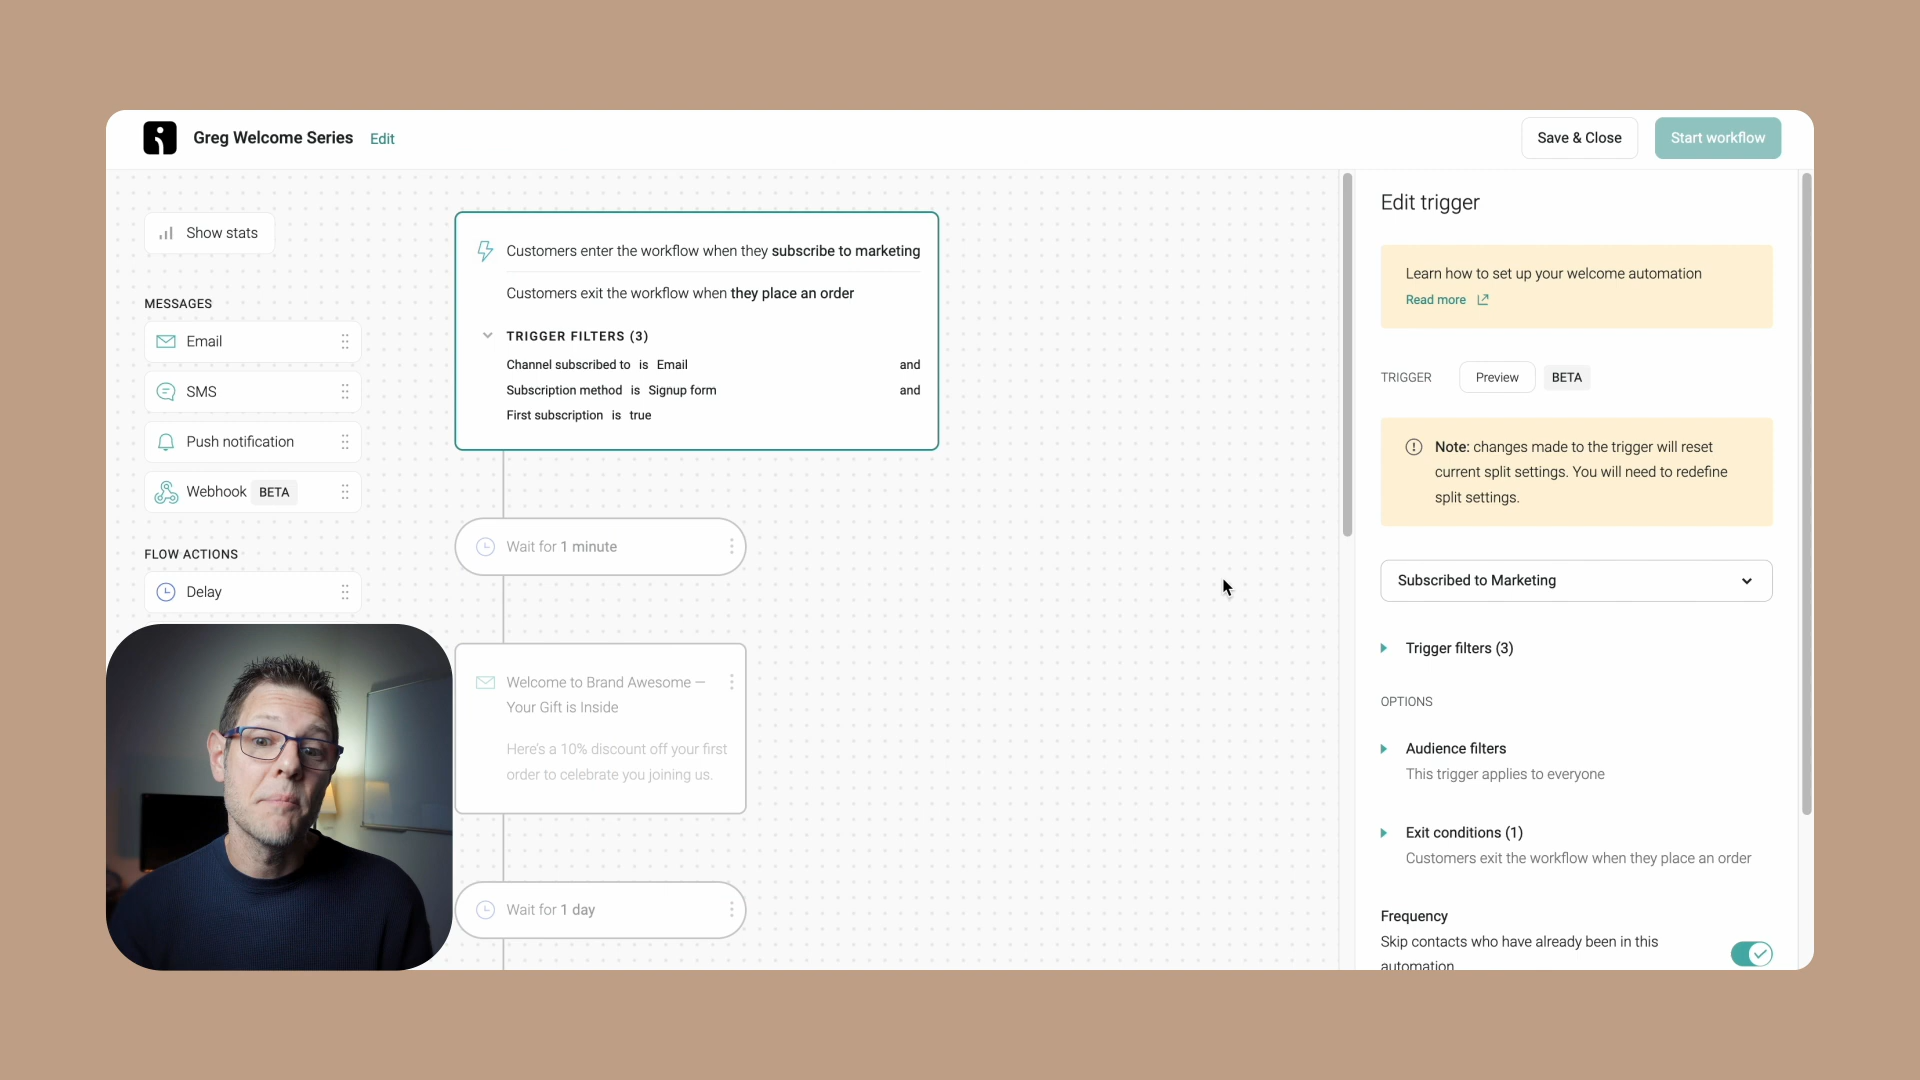 Greg Welcome Series
Edit
Save & Close
Start workflow
Show stats
MESSAGES
Email
SMS
Push notification
Webhook BETA
FLOW ACTIONS
Delay
Customers enter the workflow when they subscribe to marketing
Customers exit the workflow when they place an order
TRIGGER FILTERS (3)
Channel subscribed to is Email and
Subscription method is Signup form and
First subscription is true
Wait for 1 minute
Welcome to Brand Awesome —
Your Gift is Inside
Here's a 10% discount off your first
order to celebrate you joining us.
Wait for 1 day
Edit trigger
Learn how to set up your welcome automation
Read more
TRIGGER
Preview
BETA
Note: changes made to the trigger will reset
current split settings. You will need to redefine
split settings.
Subscribed to Marketing
Trigger filters (3)
OPTIONS
Audience filters
This trigger applies to everyone
Exit conditions (1)
Customers exit the workflow when they place an order
Frequency
Skip contacts who have already been in this
automation